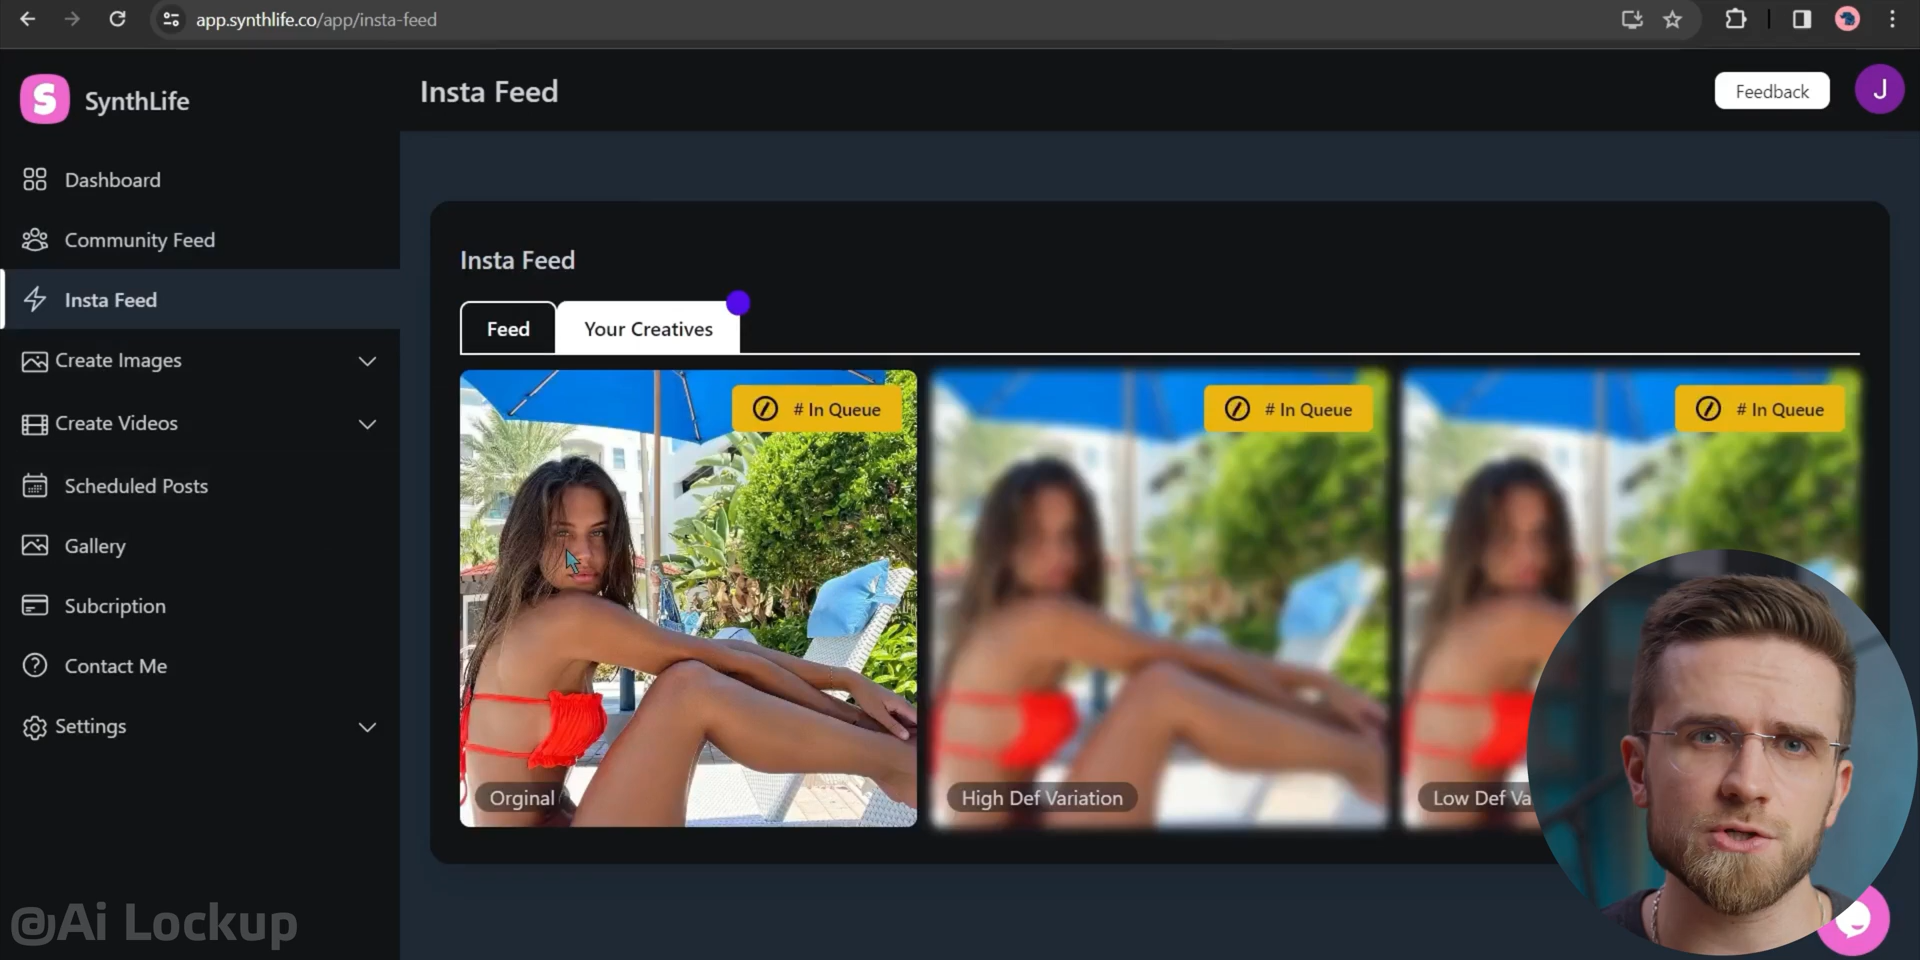 app.synthlife.co/app/insta-feed
S SynthLife
Insta Feed
Feedback
J
Dashboard
Community Feed
Insta Feed
Create Images
Create Videos
Scheduled Posts
Gallery
Subcription
Contact Me
Settings
Insta Feed
Feed
Your Creatives
# In Queue
# In Queue
# In Queue
Orginal
High Def Variation
Low Def Va
@Ai Lockup